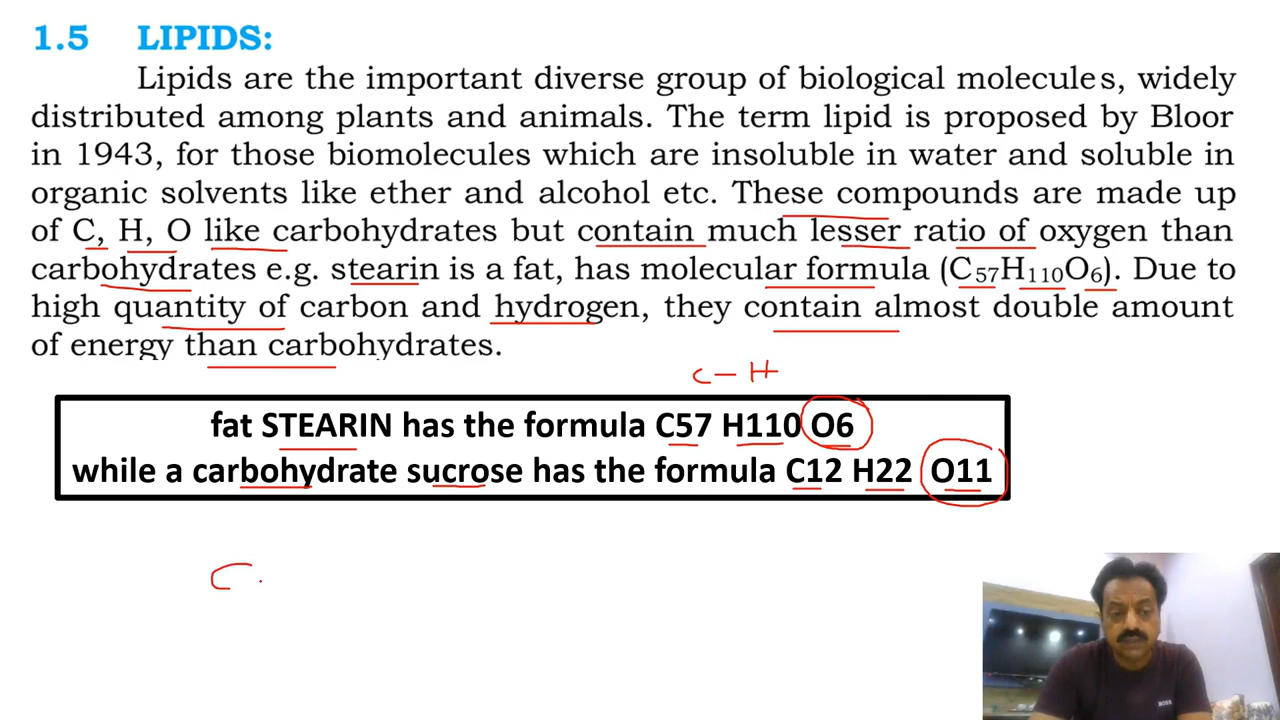 1.5 LIPIDS:
Lipids are the important diverse group of biological molecules, widely
distributed among plants and animals. The term lipid is proposed by Bloor
in 1943, for those biomolecules which are insoluble in water and soluble in
organic solvents like ether and alcohol etc. These compounds are made up
of C, H, O like carbohydrates but contain much lesser ratio of oxygen than
carbohydrates e.g. stearin is a fat, has molecular formula (C₅₇H₁₁₀O₆). Due to
high quantity of carbon and hydrogen, they contain almost double amount
of energy than carbohydrates.
C – H
fat STEARIN has the formula C57 H110 O6
while a carbohydrate sucrose has the formula C12 H22 O11
C
BOSS